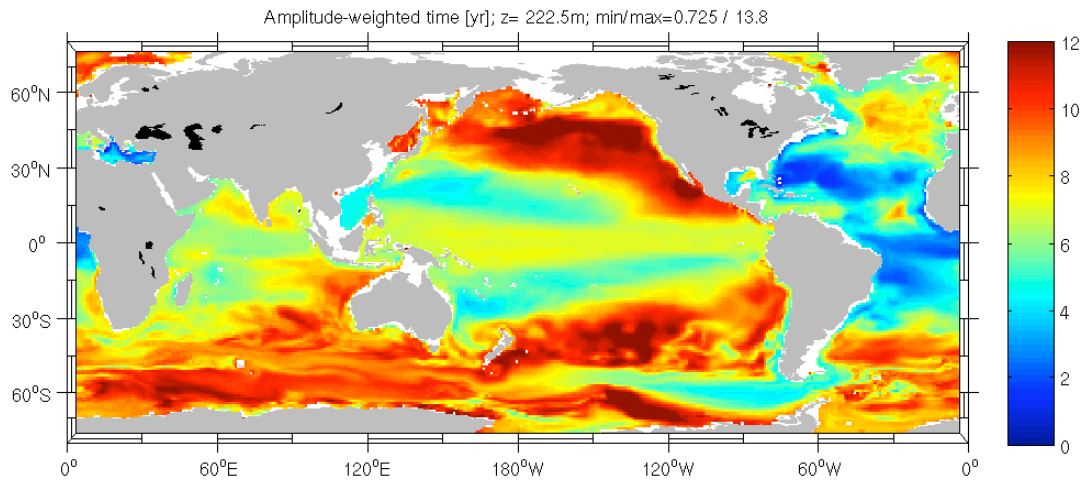 Amplitude-weighted time [yr]; z= 222.5m; min/max=0.725 / 13.8
12
10
8
6
4
2
0
60°N
30°N
0°
30°S
60°S
0° 60°E 120°E 180°W 120°W 60°W 0°